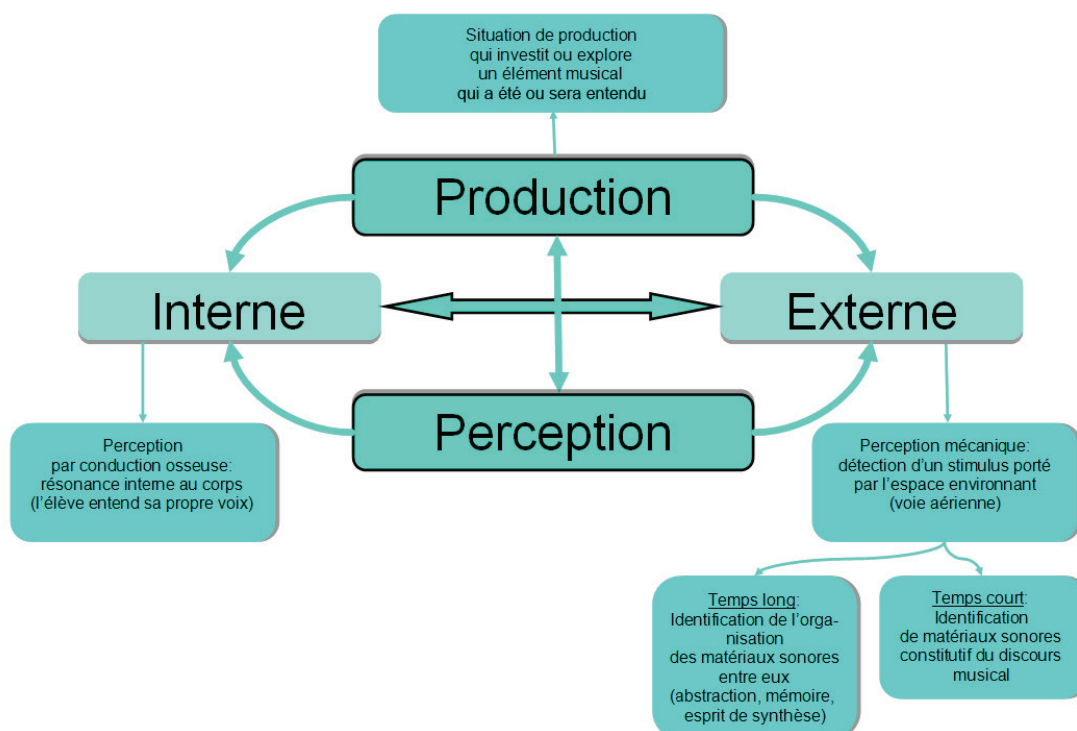 Situation de production
qui investit ou explore
un élément musical
qui a été ou sera entendu
Production
Interne
Externe
Perception
Perception
par conduction osseuse:
résonance interne au corps
(l'élève entend sa propre voix)
Perception mécanique:
détection d'un stimulus porté
par l'espace environnant
(voie aérienne)
Temps long:
Identification de l'orga-
nisation
des matériaux sonores
entre eux
(abstraction, mémoire,
esprit de synthèse)
Temps court:
Identification
de matériaux sonores
constitutif du discours
musical